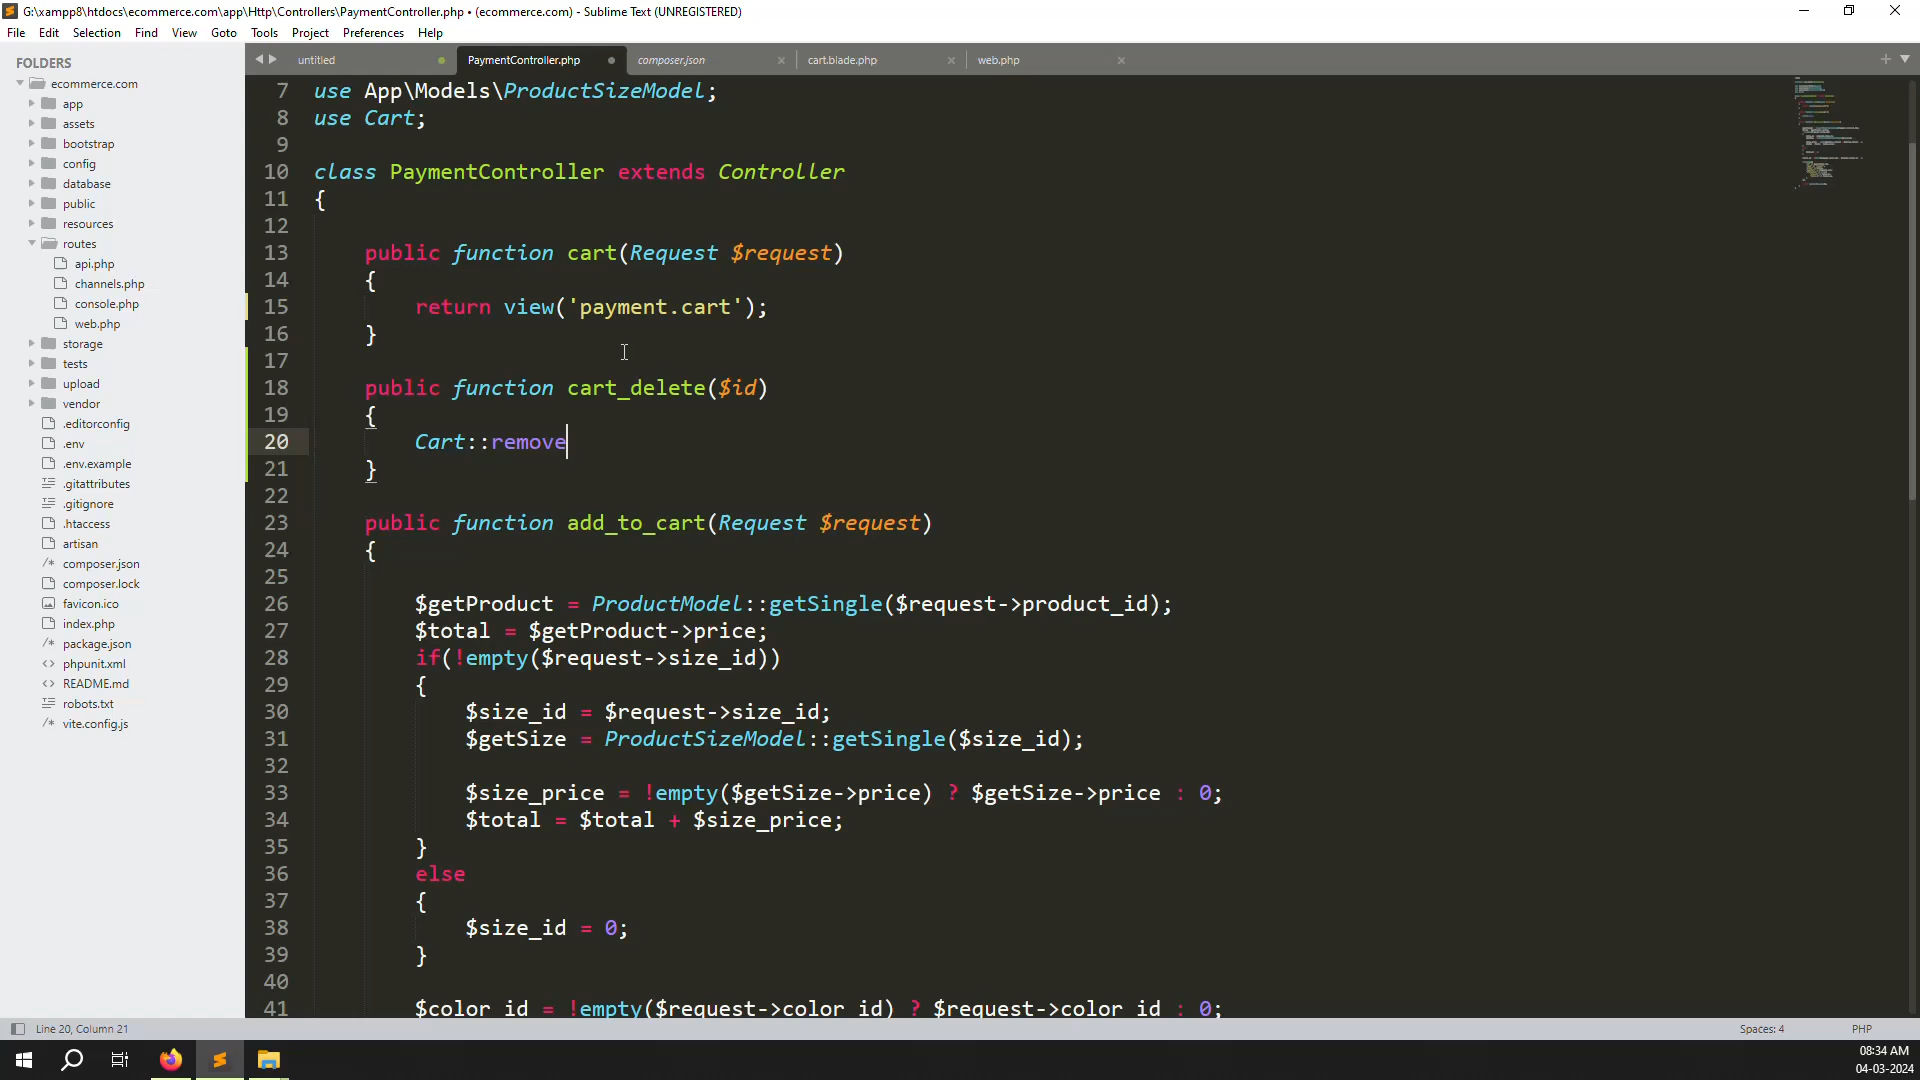 G:\xampp8\htdocs\ecommerce.com\app\Http\Controllers\PaymentController.php • (ecommerce.com) - Sublime Text (UNREGISTERED)
File Edit Selection Find View Goto Tools Project Preferences Help
FOLDERS
ecommerce.com
app
assets
bootstrap
config
database
public
resources
routes
api.php
channels.php
console.php
web.php
storage
tests
upload
vendor
.editorconfig
.env
.env.example
.gitattributes
.gitignore
.htaccess
artisan
composer.json
composer.lock
favicon.ico
index.php
package.json
phpunit.xml
README.md
robots.txt
vite.config.js
untitled PaymentController.php composer.json cart.blade.php web.php
7 use App\Models\ProductSizeModel;
8 use Cart;
9
10 class PaymentController extends Controller
11 {
12
13 public function cart(Request $request)
14 {
15 return view('payment.cart');
16 }
17
18 public function cart_delete($id)
19 {
20 Cart::remove
21 }
22
23 public function add_to_cart(Request $request)
24 {
25
26 $getProduct = ProductModel::getSingle($request->product_id);
27 $total = $getProduct->price;
28 if(!empty($request->size_id))
29 {
30 $size_id = $request->size_id;
31 $getSize = ProductSizeModel::getSingle($size_id);
32
33 $size_price = !empty($getSize->price) ? $getSize->price : 0;
34 $total = $total + $size_price;
35 }
36 else
37 {
38 $size_id = 0;
39 }
40
41 $color_id = !empty($request->color_id) ? $request->color_id : 0;
Line 20, Column 21
Spaces: 4 PHP
08:34 AM
04-03-2024